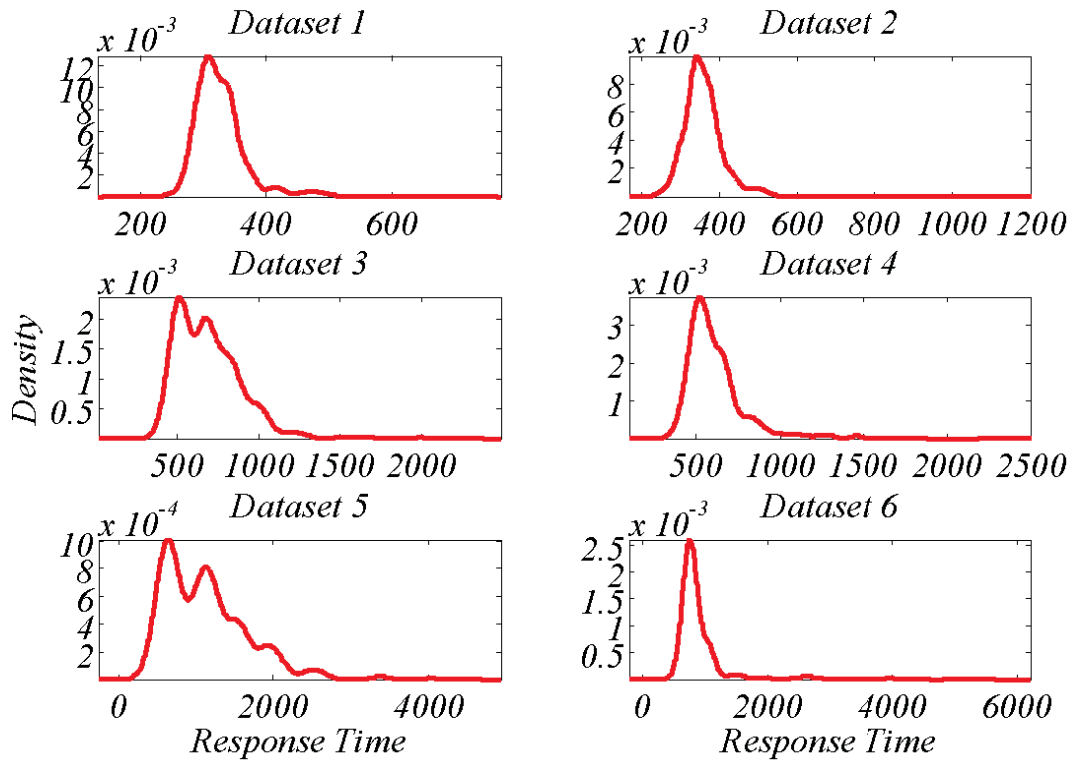 Dataset 1
x 10-3
12
10
8
6
4
2
200 400 600
Dataset 2
x 10-3
8
6
4
2
200 400 600 800 1000 1200
Dataset 3
x 10-3
2
1.5
1
0.5
500 1000 1500 2000
Density
Dataset 4
x 10-3
3
2
1
500 1000 1500 2000 2500
Dataset 5
x 10-4
10
8
6
4
2
0 2000 4000
Response Time
Dataset 6
x 10-3
2.5
2
1.5
1
0.5
0 2000 4000 6000
Response Time